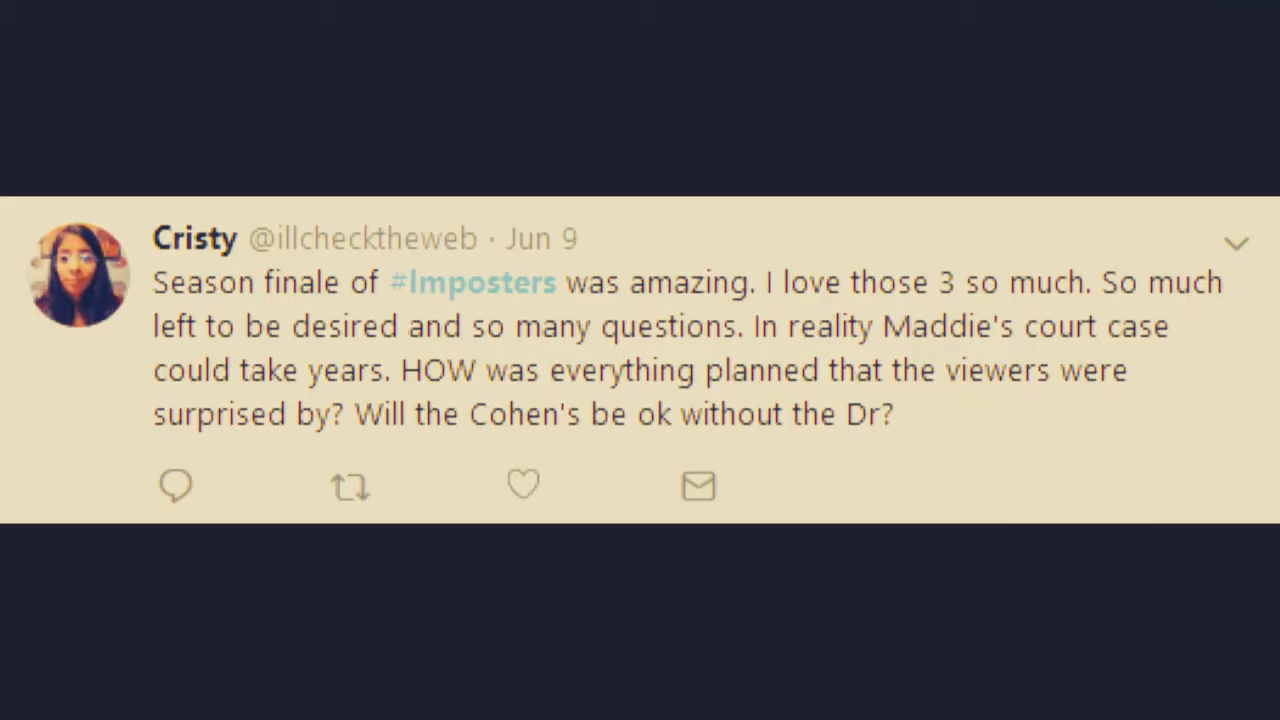 Cristy @illchecktheweb · Jun 9
Season finale of #Imposters was amazing. I love those 3 so much. So much
left to be desired and so many questions. In reality Maddie's court case
could take years. HOW was everything planned that the viewers were
surprised by? Will the Cohen's be ok without the Dr?